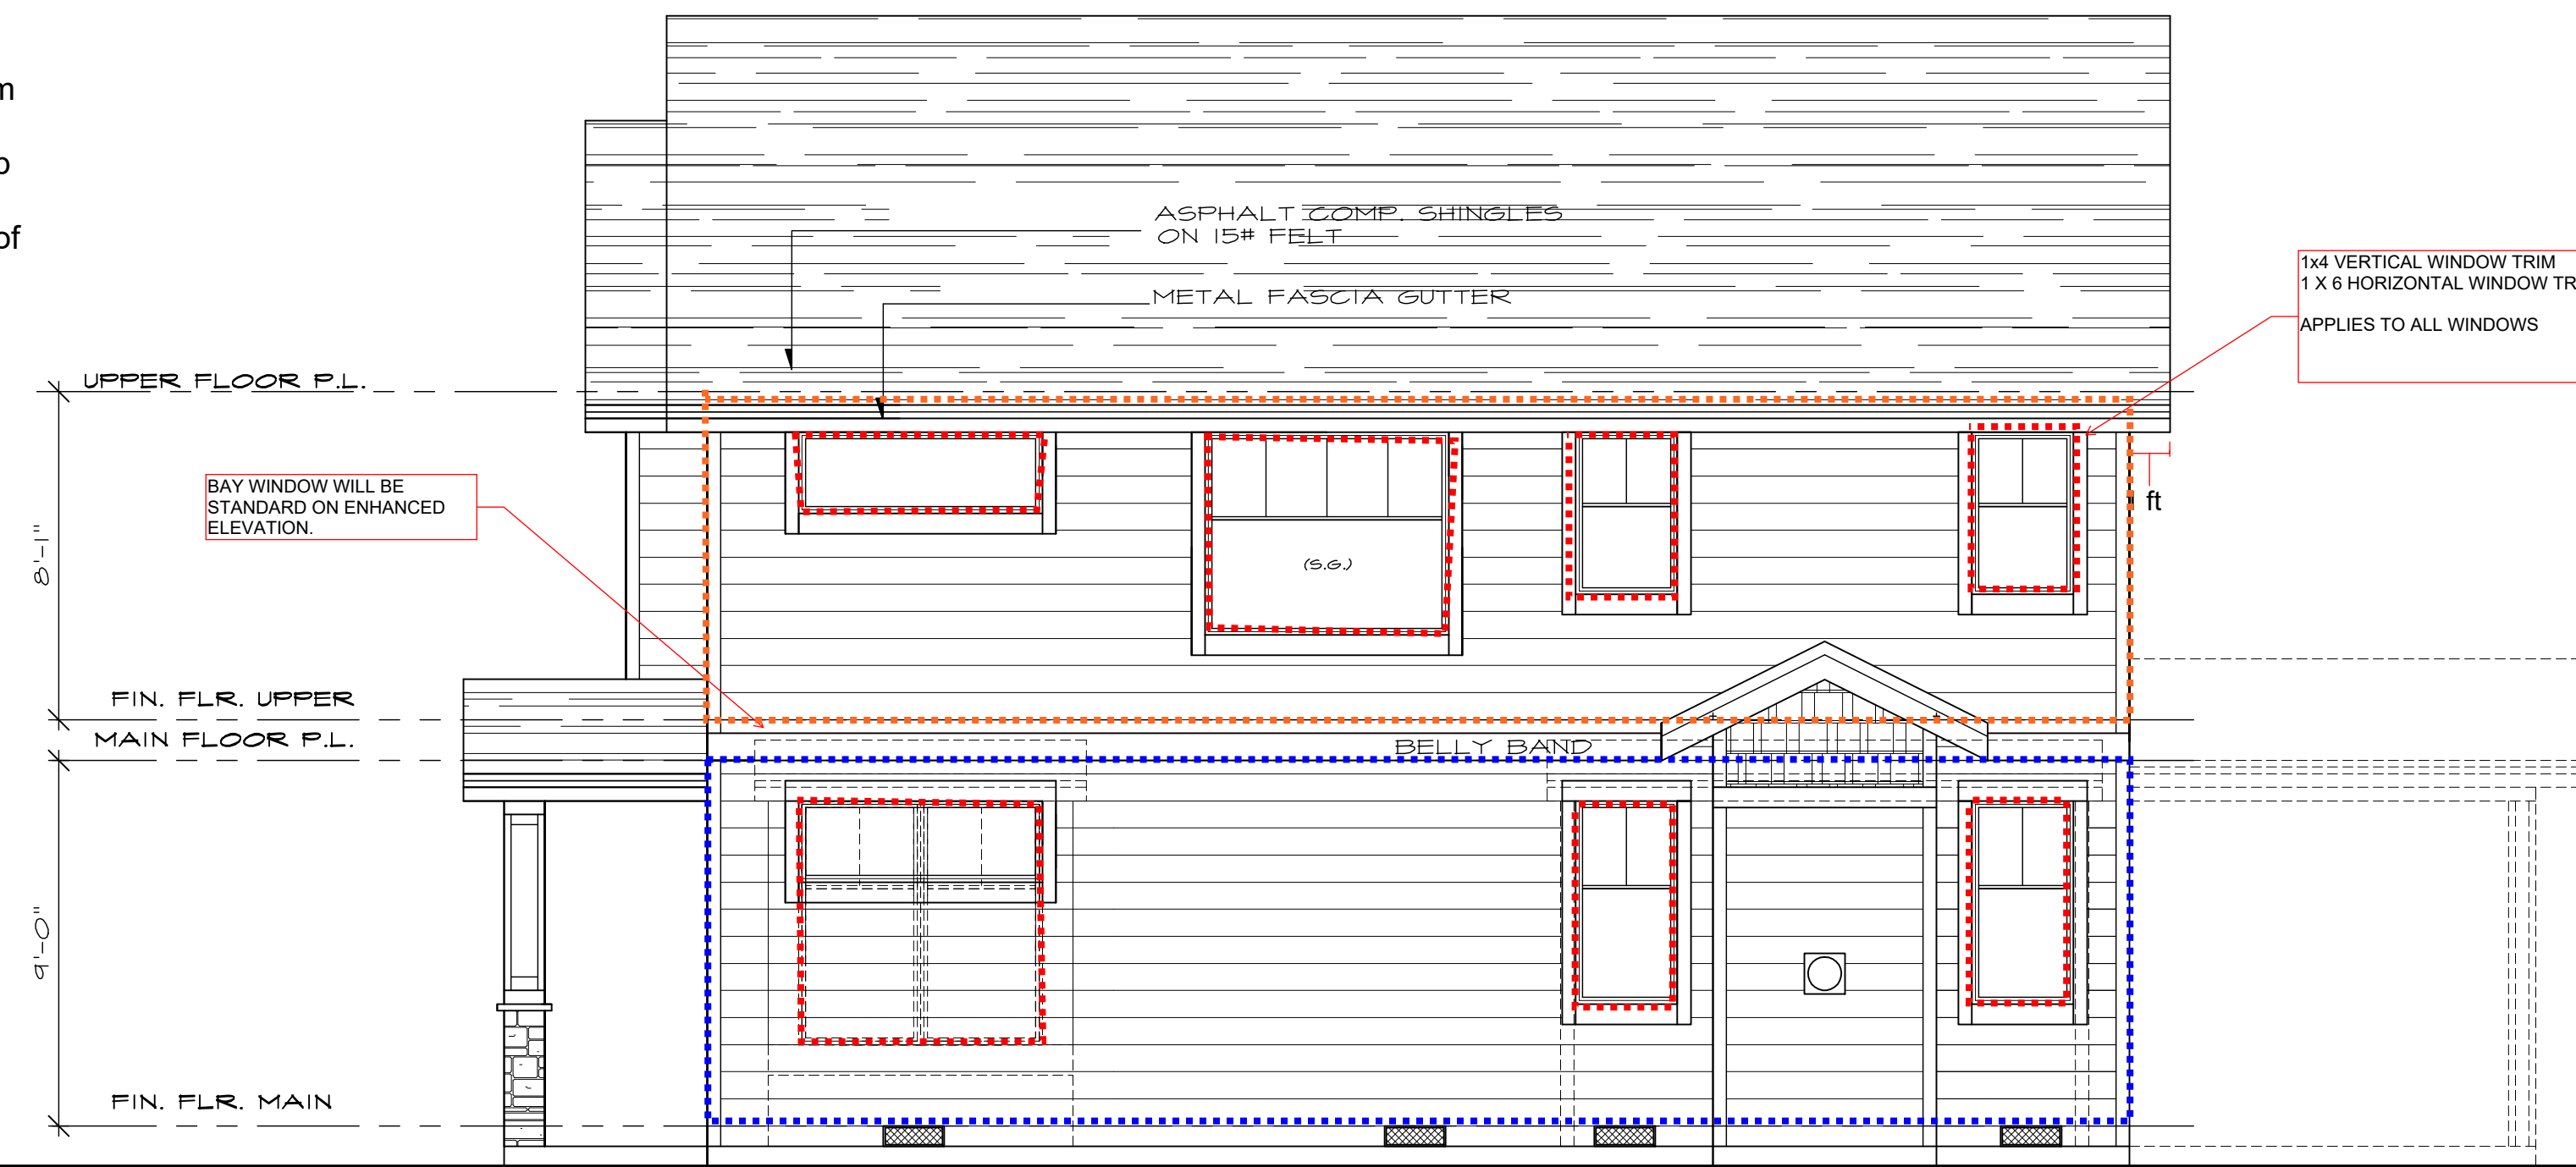 m
o
of
ASPHALT COMP. SHINGLES
ON 15# FELT
METAL FASCIA GUTTER
1x4 VERTICAL WINDOW TRIM
1 X 6 HORIZONTAL WINDOW TR
APPLIES TO ALL WINDOWS
UPPER FLOOR P.L.
BAY WINDOW WILL BE
STANDARD ON ENHANCED
ELEVATION.
ft
8'-1"
(S.G.)
FIN. FLR. UPPER
MAIN FLOOR P.L.
BELLY BAND
9'-0"
FIN. FLR. MAIN